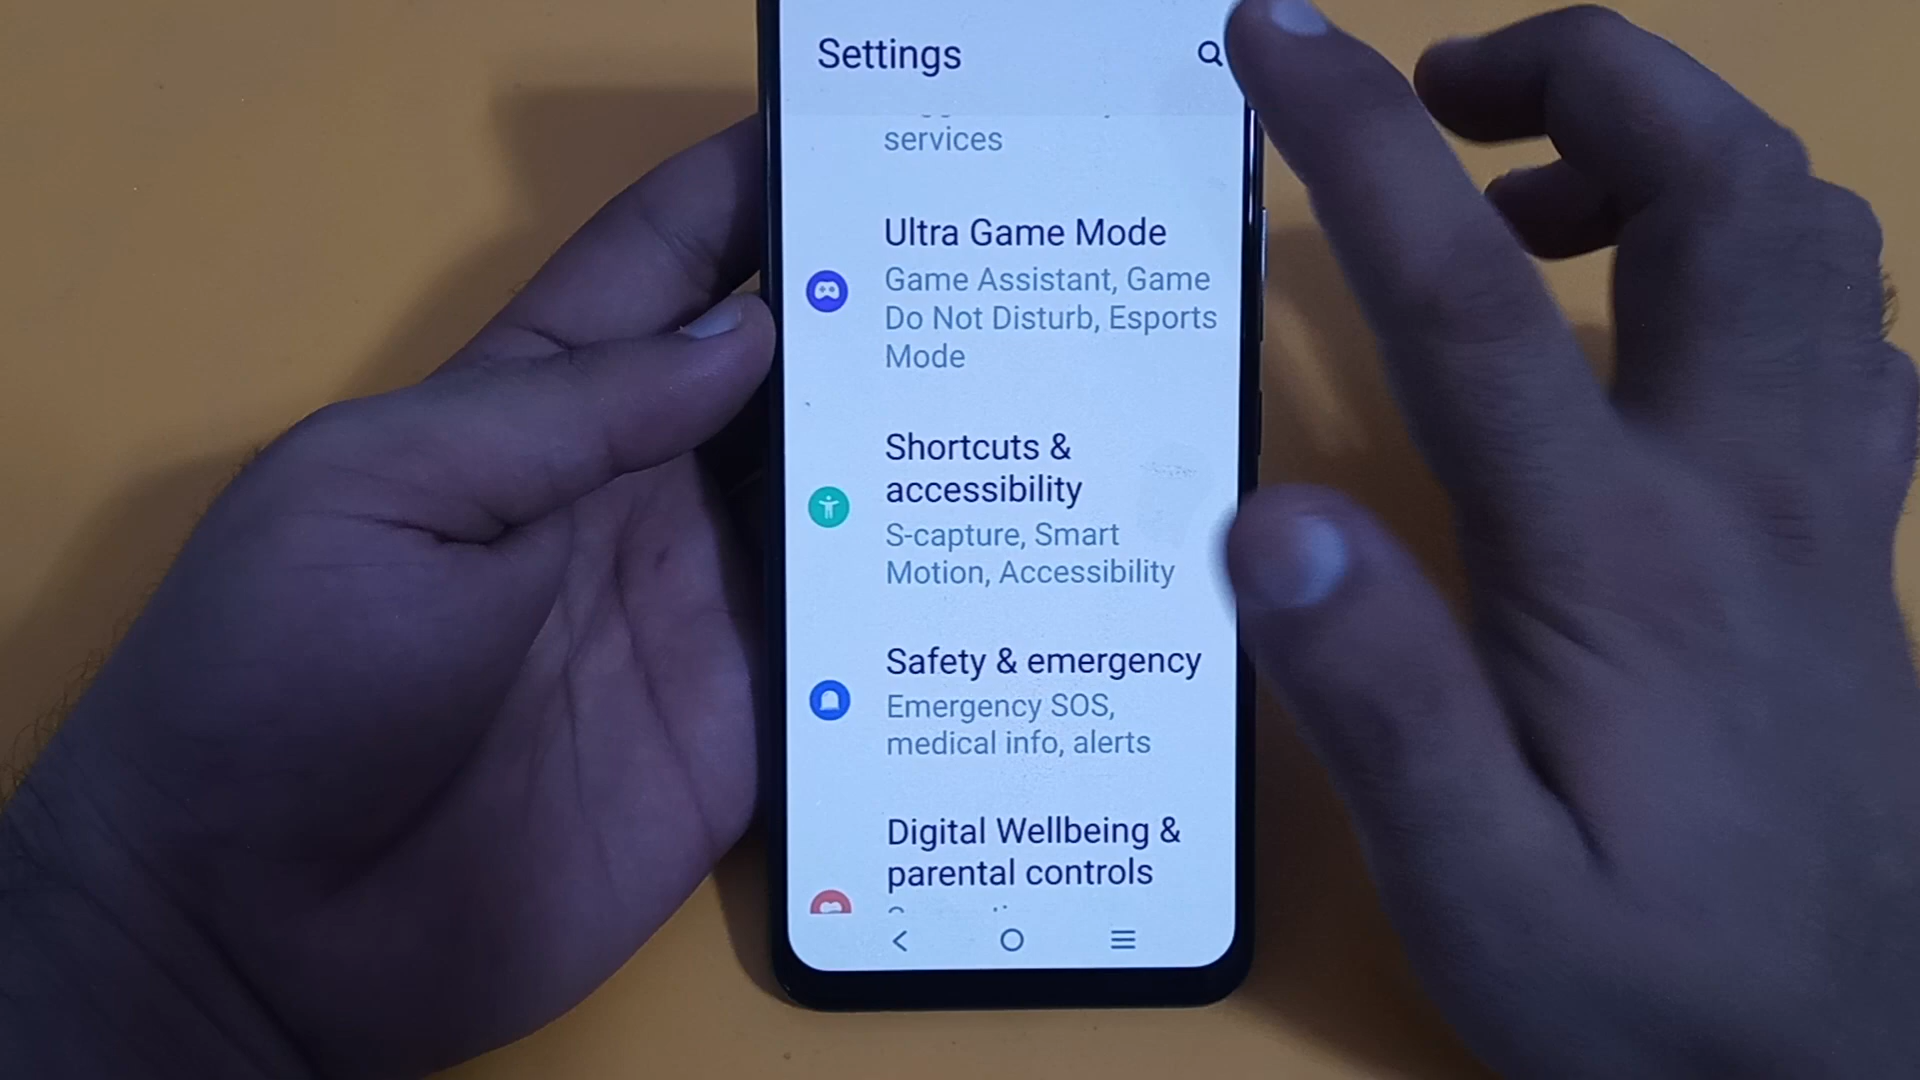 Settings
services
Ultra Game Mode
Game Assistant, Game
Do Not Disturb, Esports
Mode
Shortcuts &
accessibility
S-capture, Smart
Motion, Accessibility
Safety & emergency
Emergency SOS,
medical info, alerts
Digital Wellbeing &
parental controls